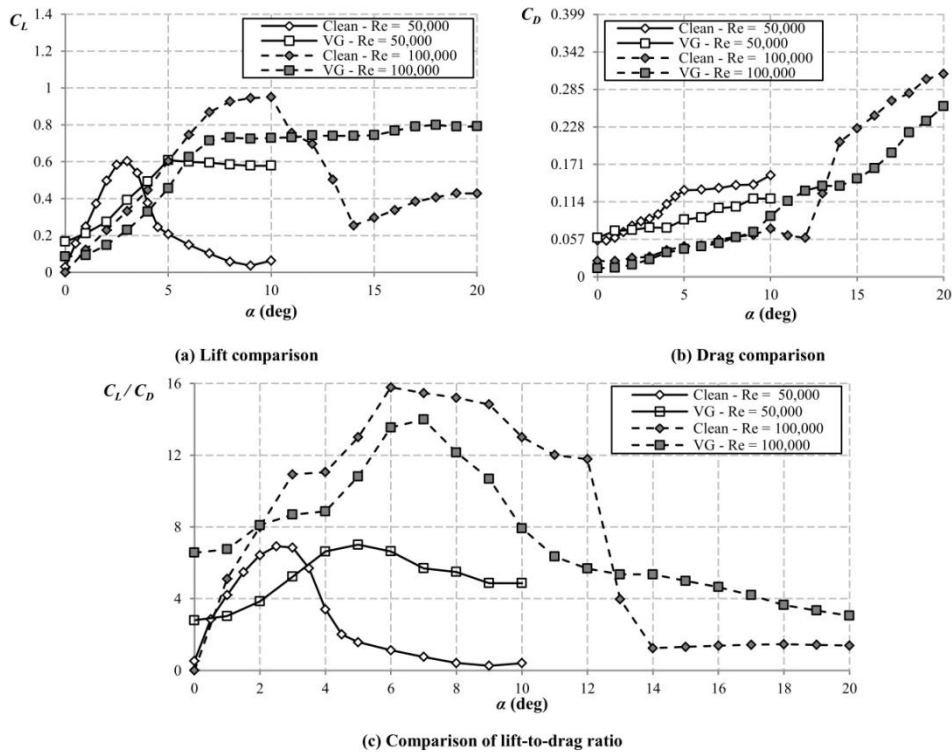 C_L
1.4
1.2
1
0.8
0.6
0.4
0.2
0
0 5 10 15 20
α (deg)
Clean - Re = 50,000
VG - Re = 50,000
Clean - Re = 100,000
VG - Re = 100,000
(a) Lift comparison
C_D
0.399
0.342
0.285
0.228
0.171
0.114
0.057
0
0 5 10 15 20
α (deg)
Clean - Re = 50,000
VG - Re = 50,000
Clean - Re = 100,000
VG - Re = 100,000
(b) Drag comparison
C_L / C_D
16
12
8
4
0
0 2 4 6 8 10 12 14 16 18 20
α (deg)
Clean - Re = 50,000
VG - Re = 50,000
Clean - Re = 100,000
VG - Re = 100,000
(c) Comparison of lift-to-drag ratio